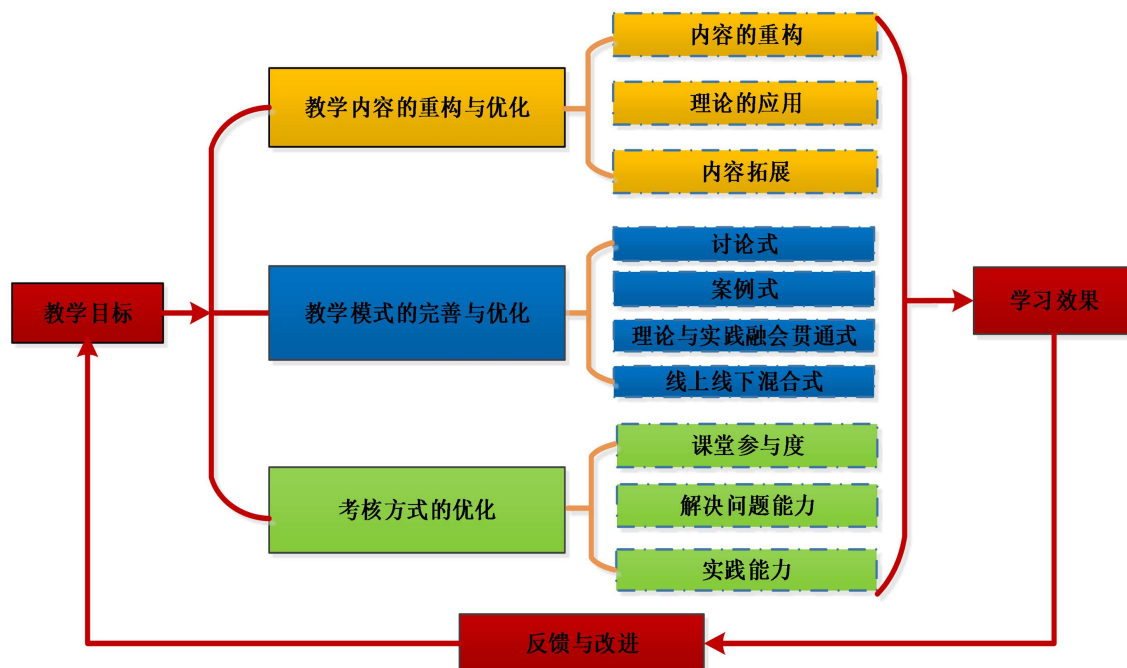 内容的重构
教学内容的重构与优化
理论的应用
内容拓展
讨论式
教学目标
教学模式的完善与优化
案例式
学习效果
理论与实践融会贯通式
线上线下混合式
课堂参与度
考核方式的优化
解决问题能力
实践能力
反馈与改进